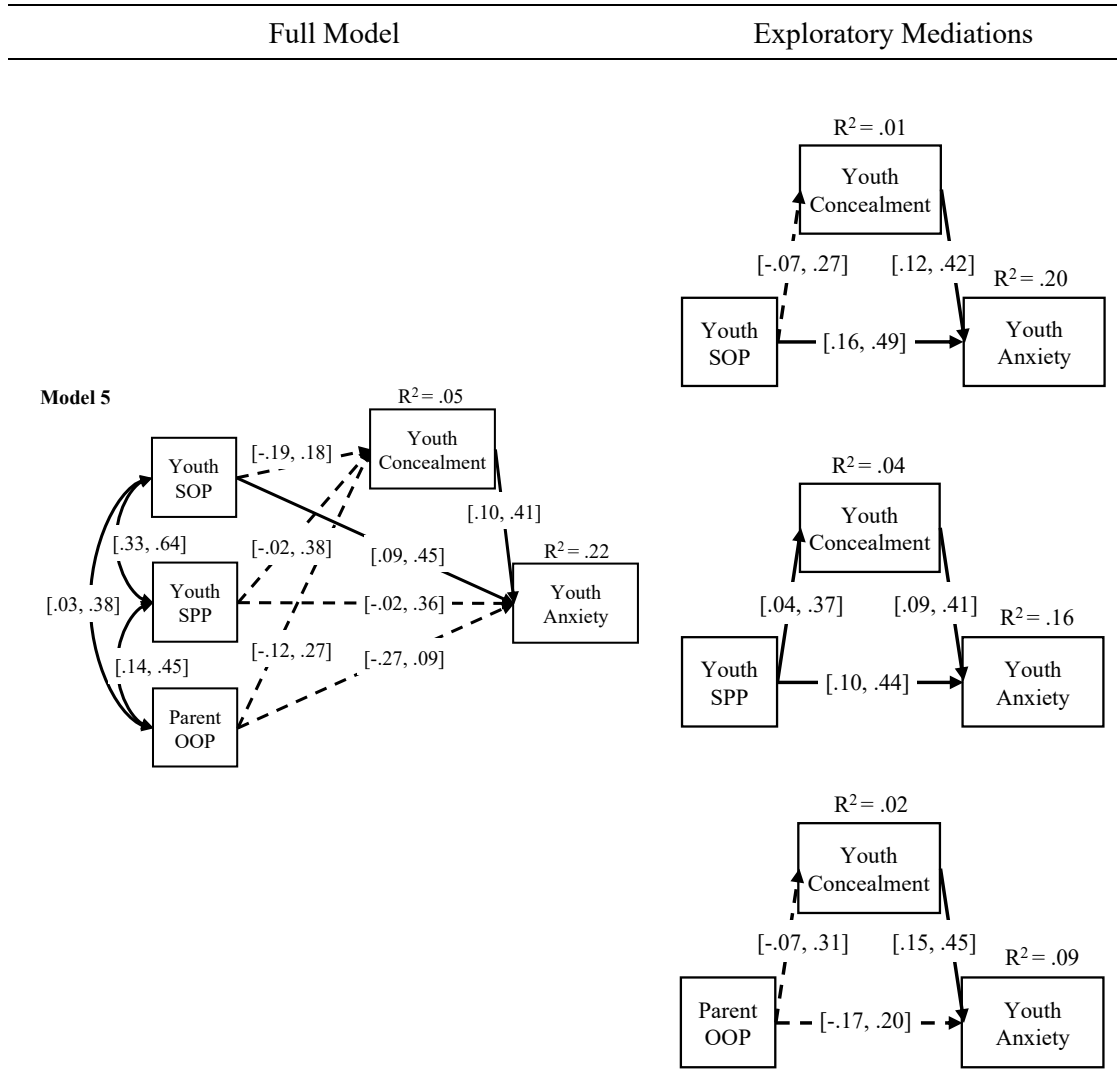 Full Model
Exploratory Mediations
Model 5
R² = .05
Youth
Concealment
Youth
SOP
[-.19, .18]
[.10, .41]
[.33, .64]
[-.02, .38]
[.09, .45]
R² = .22
Youth
SPP
[.03, .38]
[-.02, .36]
Youth
Anxiety
[.14, .45]
[-.12, .27]
[-.27, .09]
Parent
OOP
R² = .01
Youth
Concealment
[-.07, .27]
[.12, .42]
R² = .20
Youth
SOP
[.16, .49]
Youth
Anxiety
R² = .04
Youth
Concealment
[.04, .37]
[.09, .41]
R² = .16
Youth
SPP
[.10, .44]
Youth
Anxiety
R² = .02
Youth
Concealment
[-.07, .31]
[.15, .45]
R² = .09
Parent
OOP
[-.17, .20]
Youth
Anxiety